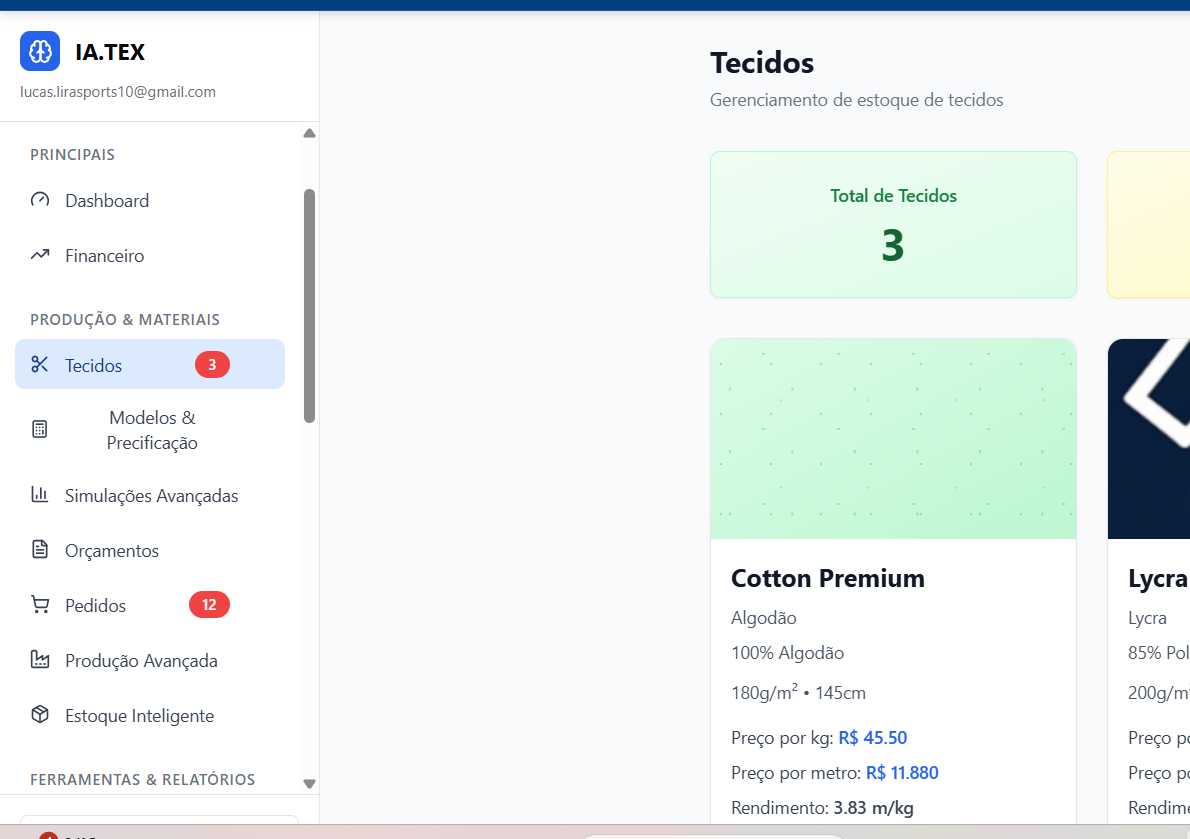 IA.TEX
lucas.lirasports10@gmail.com
PRINCIPAIS
Dashboard
Financeiro
PRODUÇÃO & MATERIAIS
Tecidos 3
Modelos &
Precificação
Simulações Avançadas
Orçamentos
Pedidos 12
Produção Avançada
Estoque Inteligente
FERRAMENTAS & RELATÓRIOS
Tecidos
Gerenciamento de estoque de tecidos
Total de Tecidos
3
Cotton Premium
Algodão
100% Algodão
180g/m² • 145cm
Preço por kg: R$ 45.50
Preço por metro: R$ 11.880
Rendimento: 3.83 m/kg
Lycra
Lycra
85% Pol
200g/m
Preço po
Preço po
Rendime